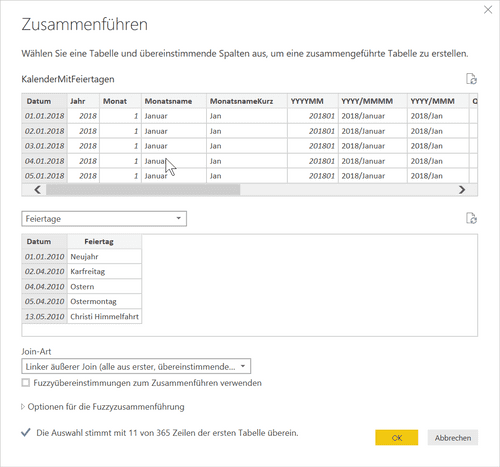 Zusammenführen
Wählen Sie eine Tabelle und übereinstimmende Spalten aus, um eine zusammengeführte Tabelle zu erstellen.
KalenderMitFeiertagen
Datum Jahr Monat Monatsname MonatsnameKurz YYYYMM YYYY/MMMM YYYY/MMM
01.01.2018 2018 1 Januar Jan 201801 2018/Januar 2018/Jan
02.01.2018 2018 1 Januar Jan 201801 2018/Januar 2018/Jan
03.01.2018 2018 1 Januar Jan 201801 2018/Januar 2018/Jan
04.01.2018 2018 1 Januar Jan 201801 2018/Januar 2018/Jan
05.01.2018 2018 1 Januar Jan 201801 2018/Januar 2018/Jan
Feiertage
Datum Feiertag
01.01.2010 Neujahr
02.04.2010 Karfreitag
04.04.2010 Ostern
05.04.2010 Ostermontag
13.05.2010 Christi Himmelfahrt
Join-Art
Linker äußerer Join (alle aus erster, übereinstimmende...
Fuzzyübereinstimmungen zum Zusammenführen verwenden
Optionen für die Fuzzyzusammenführung
Die Auswahl stimmt mit 11 von 365 Zeilen der ersten Tabelle überein.
OK Abbrechen